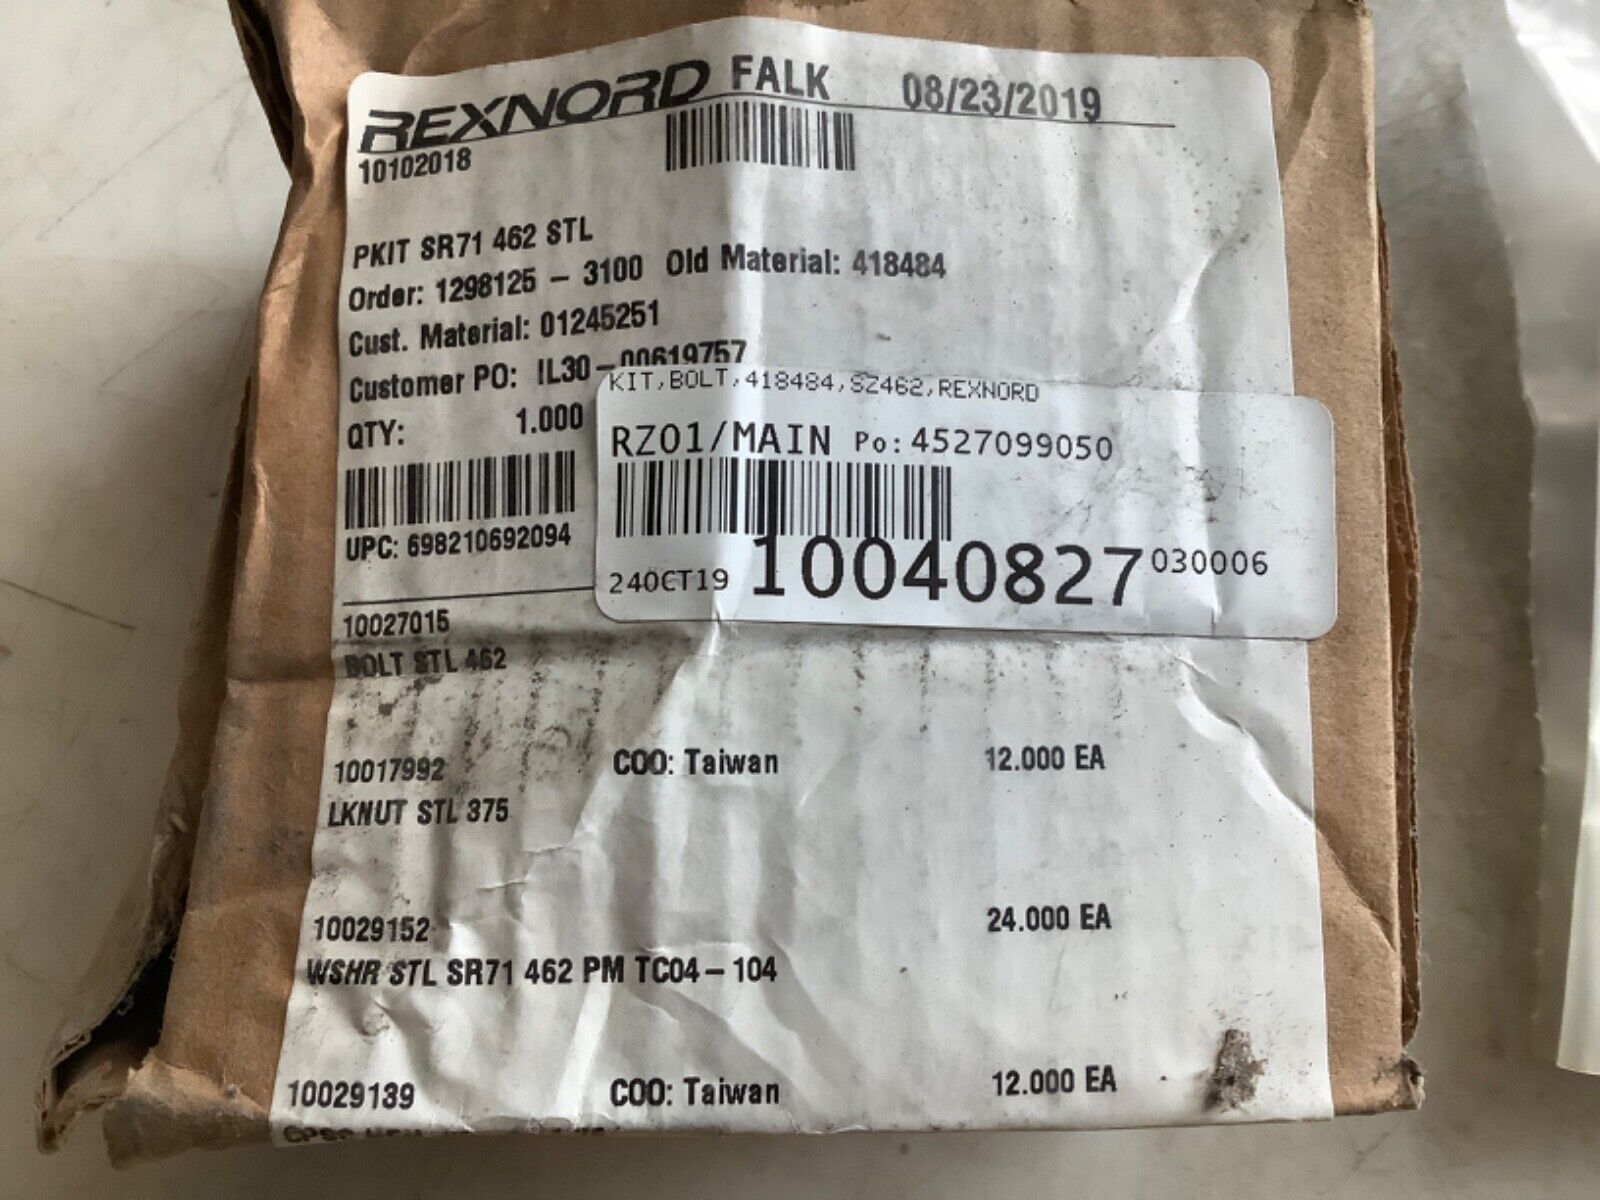 REXNORD FALK 08/23/2019
10102018
PKIT SR71 462 STL
Order: 1298125 - 3100 Old Material: 418484
Cust. Material: 01245251
Customer PO: IL30-00619757
QTY: 1.000
UPC: 698210692094
KIT,BOLT,418484,SZ462,REXNORD
RZ01/MAIN Po: 4527099050
24OCT19 10040827 030006
10027015
BOLT STL 462
10017992 COO: Taiwan 12.000 EA
LKNUT STL 375
10029152 24.000 EA
WSHR STL SR71 462 PM TC04-104
10029139 COO: Taiwan 12.000 EA